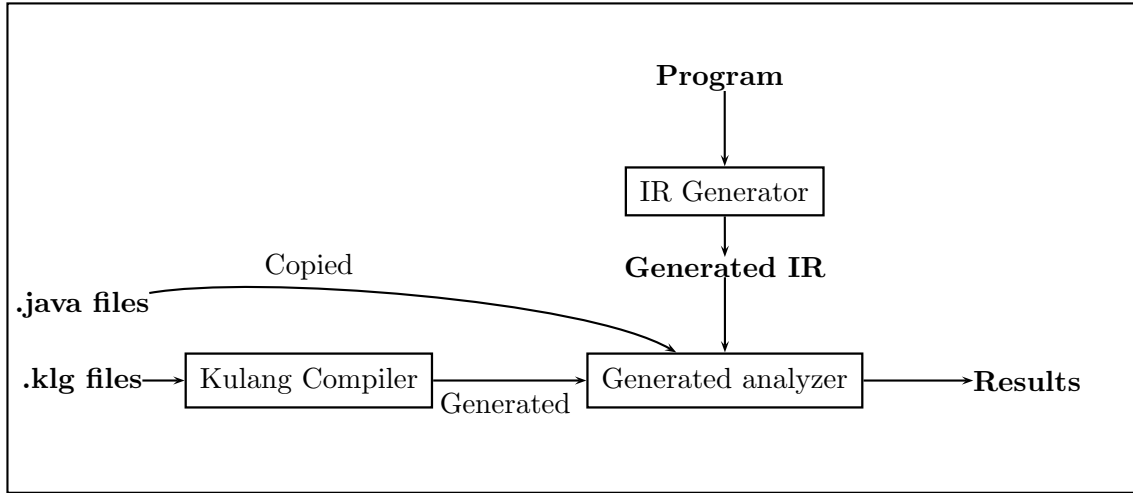 Program
IR Generator
Generated IR
Copied
.java files
.klg files
Kulang Compiler
Generated
Generated analyzer
Results